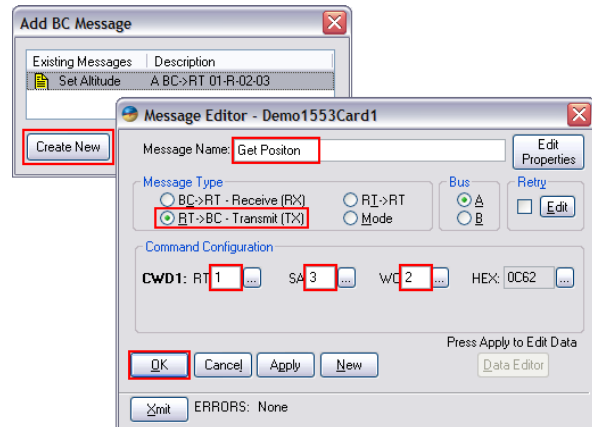 Add BC Message
Existing Messages Description
Set Altitude A BC->RT 01-R-02-03
Create New
Message Editor - Demo1553Card1
Message Name: Get Positon
Edit Properties
Message Type
BC->RT - Receive (RX)
RT->RT
RT->BC - Transmit (TX)
Mode
Bus
A
B
Retry
Edit
Command Configuration
CWD1: RT 1 ... SA 3 ... WC 2 ... HEX: 0C62 ...
Press Apply to Edit Data
OK Cancel Apply New Data Editor
Xmit ERRORS: None